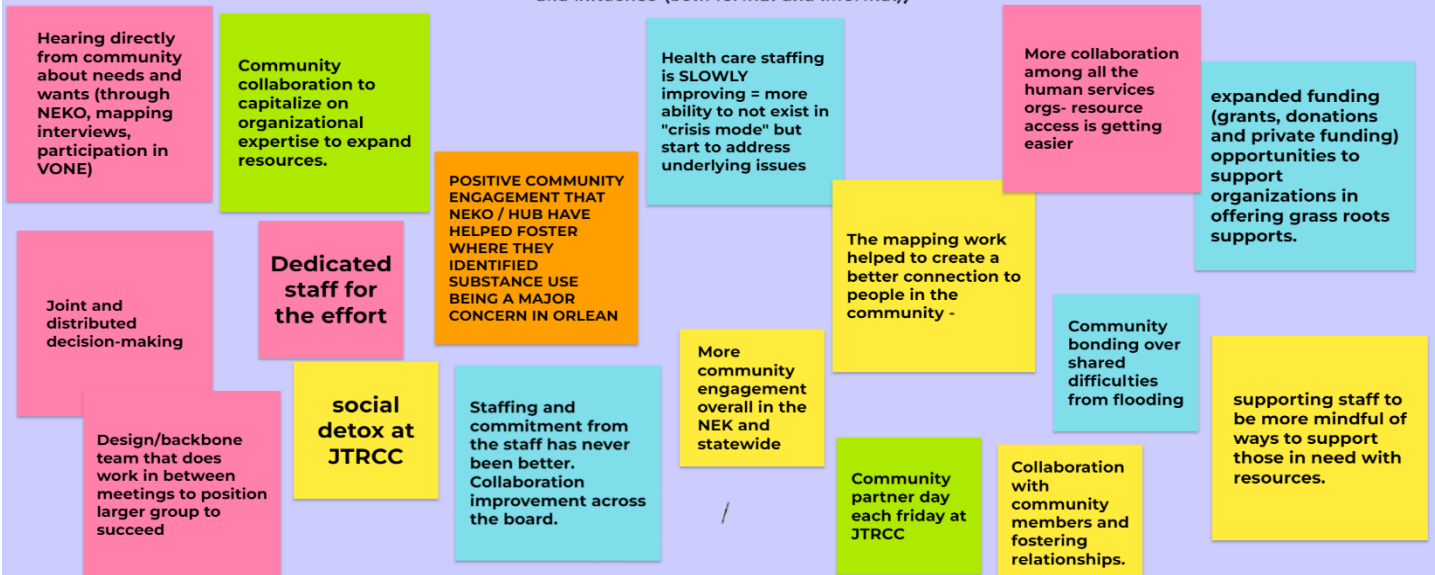 and influence (both formal and informal))
Hearing directly
from community
about needs and
wants (through
NEKO, mapping
interviews,
participation in
VONE)
Community
collaboration to
capitalize on
organizational
expertise to expand
resources.
POSITIVE COMMUNITY
ENGAGEMENT THAT
NEKO / HUB HAVE
HELPED FOSTER
WHERE THEY
IDENTIFIED
SUBSTANCE USE
BEING A MAJOR
CONCERN IN ORLEAN
Health care staffing
is SLOWLY
improving = more
ability to not exist in
"crisis mode" but
start to address
underlying issues
More collaboration
among all the
human services
orgs- resource
access is getting
easier
expanded funding
(grants, donations
and private funding)
opportunities to
support
organizations in
offering grass roots
supports.
Joint and
distributed
decision-making
Dedicated
staff for
the effort
The mapping work
helped to create a
better connection to
people in the
community -
Community
bonding over
shared
difficulties
from flooding
Design/backbone
team that does
work in between
meetings to position
larger group to
succeed
social
detox at
JTRCC
Staffing and
commitment from
the staff has never
been better.
Collaboration
improvement across
the board.
More
community
engagement
overall in the
NEK and
statewide
/
Community
partner day
each friday at
JTRCC
Collaboration
with
community
members and
fostering
relationships.
supporting staff to
be more mindful of
ways to support
those in need with
resources.